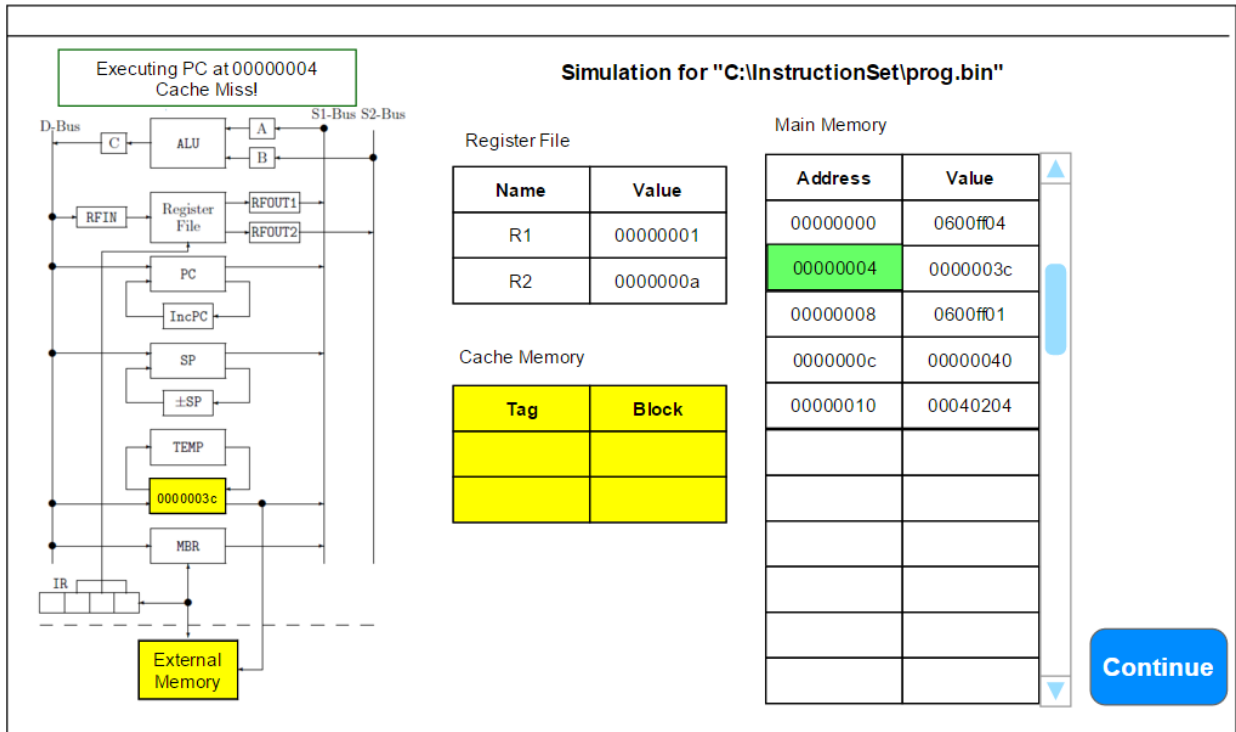 Executing PC at 00000004
Cache Miss!
Simulation for "C:\InstructionSet\prog.bin"
D-Bus
S1-Bus S2-Bus
C
ALU
A
B
RFIN
Register
File
RFOUT1
RFOUT2
PC
IncPC
SP
±SP
TEMP
0000003c
MBR
IR
External
Memory
Register File
Name Value
R1 00000001
R2 0000000a
Cache Memory
Tag Block
Main Memory
Address Value
00000000 0600ff04
00000004 0000003c
00000008 0600ff01
0000000c 00000040
00000010 00040204
Continue